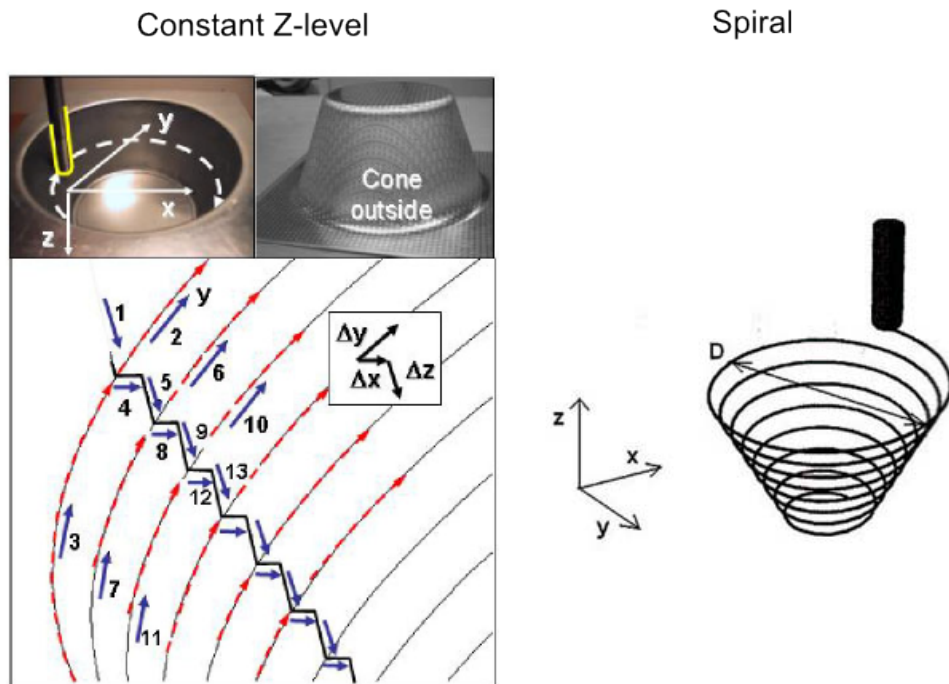 Constant Z-level
Spiral
y
x
z
Cone
outside
1
y
2
Δy
Δx
Δz
5
6
4
9
10
8
13
12
3
7
11
D
z
x
y